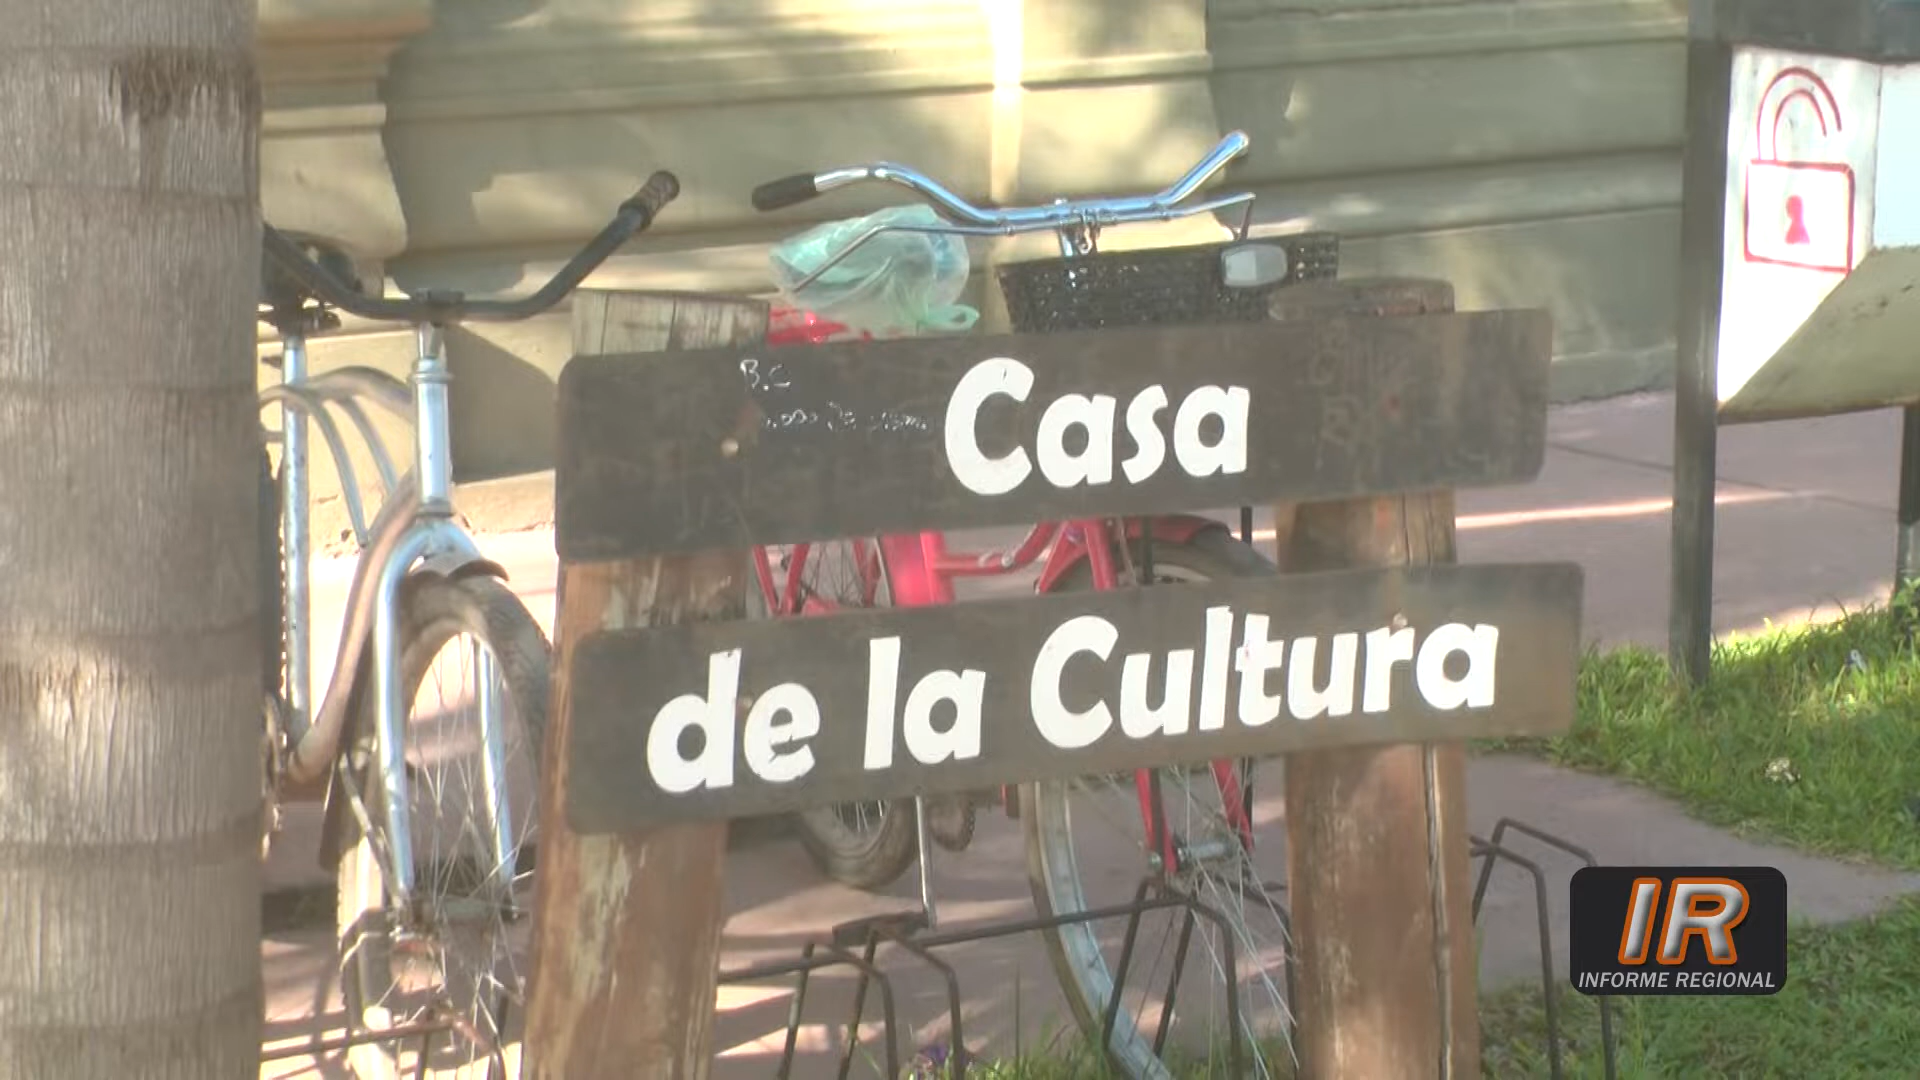 B.C
Casa
de la Cultura
IR
INFORME REGIONAL